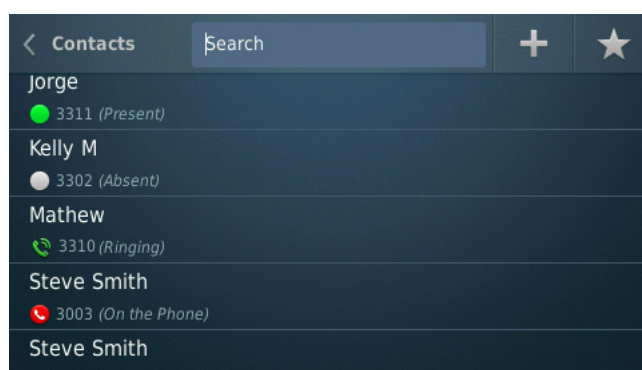 Contacts
Search
Jorge
3311 (Present)
Kelly M
3302 (Absent)
Mathew
3310 (Ringing)
Steve Smith
3003 (On the Phone)
Steve Smith